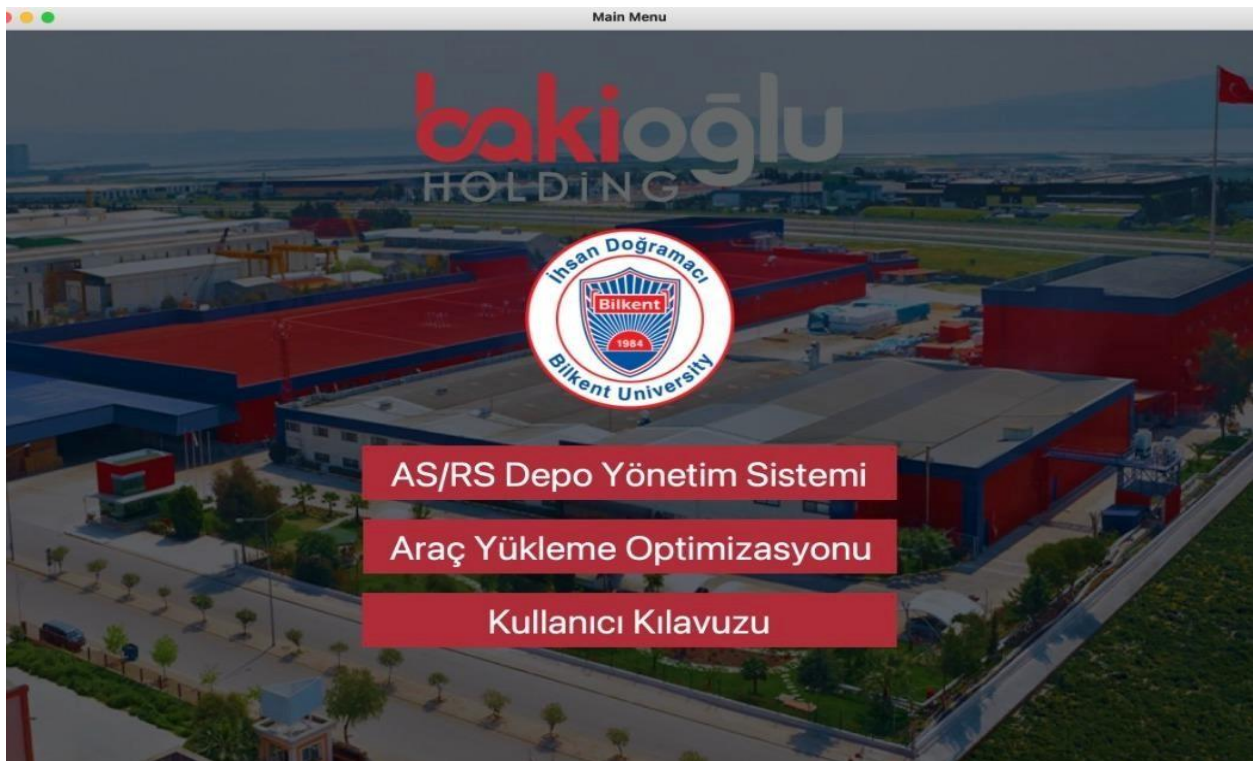 Main Menu
bakioğlu
HOLDiNG
İhsan Doğramacı
Bilkent
1984
Bilkent University
AS/RS Depo Yönetim Sistemi
Araç Yükleme Optimizasyonu
Kullanıcı Kılavuzu